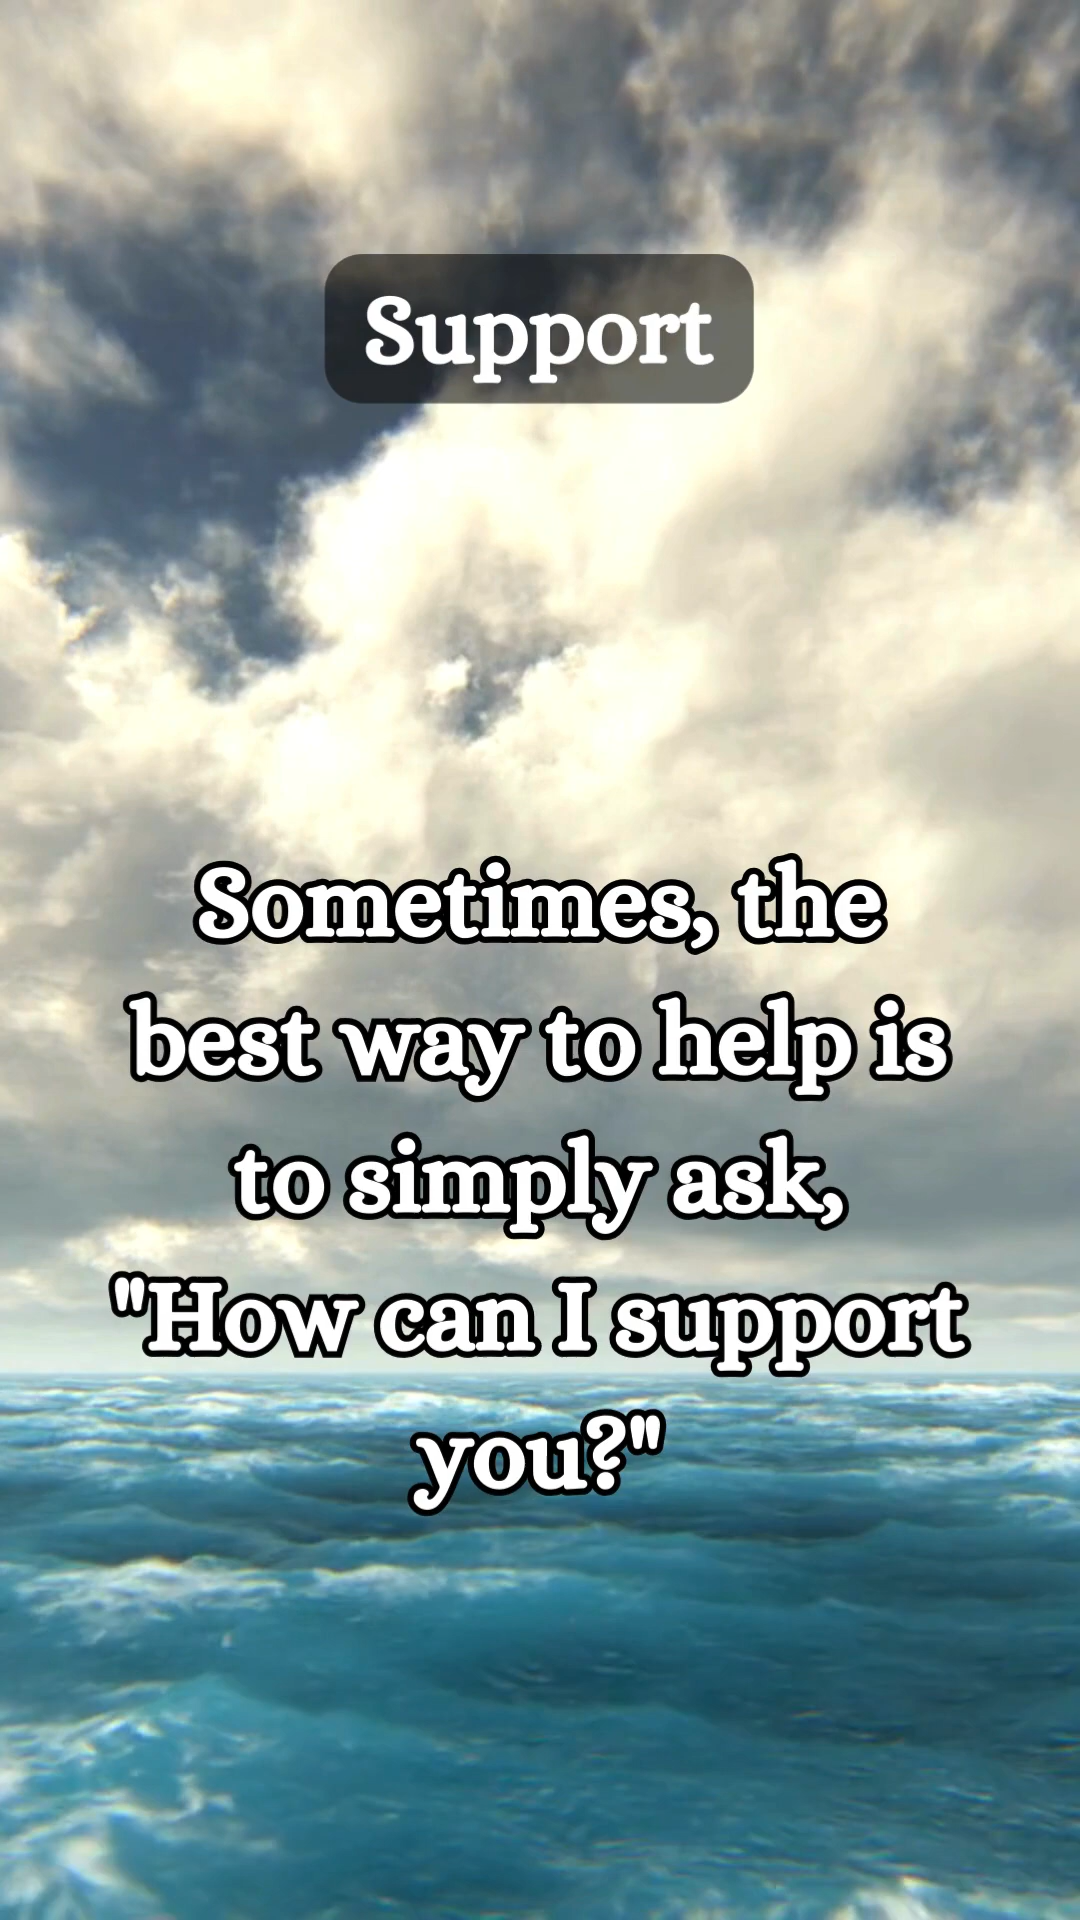 Support
Sometimes, the
best way to help is
to simply ask,
"How can I support
you?"